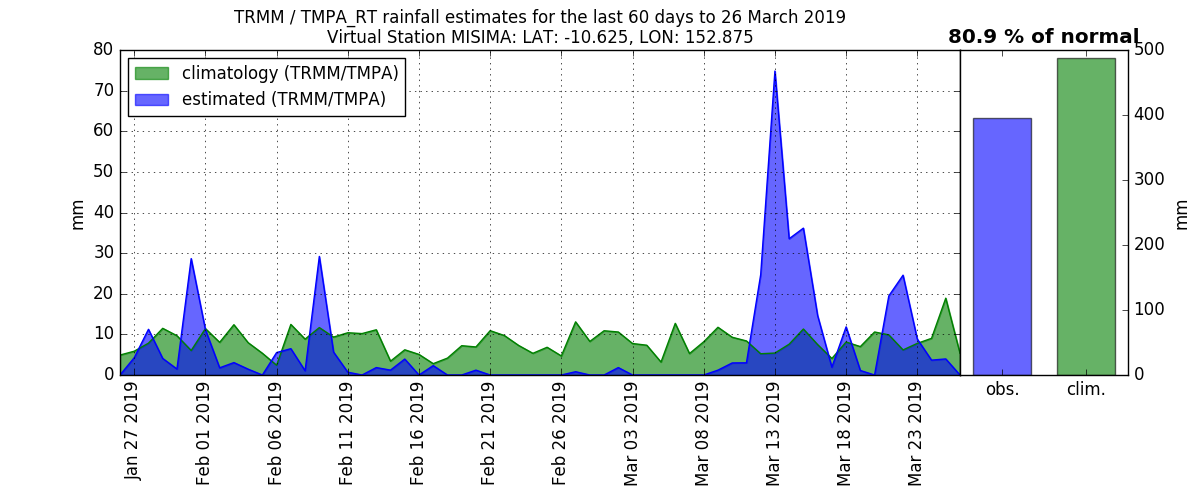 TRMM / TMPA_RT rainfall estimates for the last 60 days to 26 March 2019
Virtual Station MISIMA: LAT: -10.625, LON: 152.875
80.9 % of normal
climatology (TRMM/TMPA)
estimated (TRMM/TMPA)
mm
80
70
60
50
40
30
20
10
0
Jan 27 2019
Feb 01 2019
Feb 06 2019
Feb 11 2019
Feb 16 2019
Feb 21 2019
Feb 26 2019
Mar 03 2019
Mar 08 2019
Mar 13 2019
Mar 18 2019
Mar 23 2019
obs.
clim.
500
400
300
200
100
0
mm